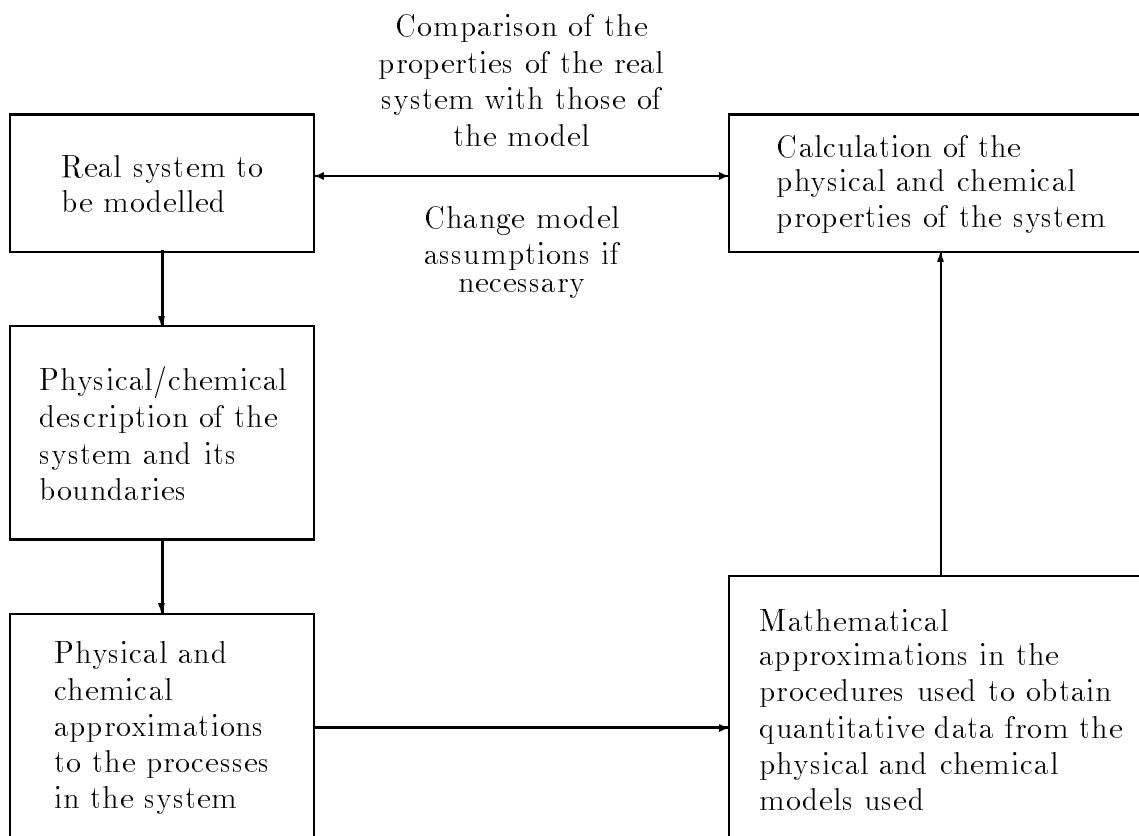 Comparison of the
properties of the real
system with those of
the model
Real system to
be modelled
Calculation of the
physical and chemical
properties of the system
Change model
assumptions if
necessary
Physical/chemical
description of the
system and its
boundaries
Physical and
chemical
approximations
to the processes
in the system
Mathematical
approximations in the
procedures used to obtain
quantitative data from the
physical and chemical
models used